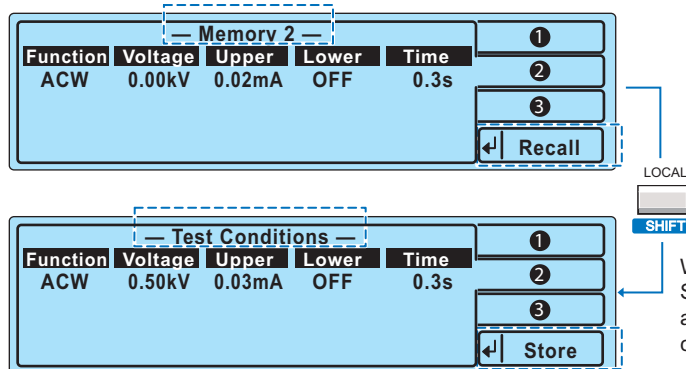 — Memory 2 —
Function Voltage Upper Lower Time
ACW 0.00kV 0.02mA OFF 0.3s
❶
❷
❸
↵ Recall
LOCAL
SHIFT
— Test Conditions —
Function Voltage Upper Lower Time
ACW 0.50kV 0.03mA OFF 0.3s
❶
❷
❸
↵ Store